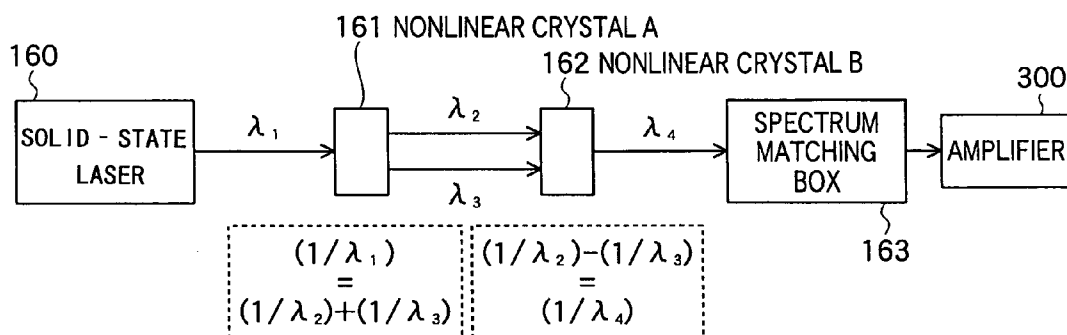 160
161 NONLINEAR CRYSTAL A
162 NONLINEAR CRYSTAL B
300
SOLID - STATE
LASER
λ₁
λ₂
λ₃
λ₄
SPECTRUM
MATCHING
BOX
AMPLIFIER
163
(1/λ₁)
=
(1/λ₂)+(1/λ₃)
(1/λ₂)-(1/λ₃)
=
(1/λ₄)